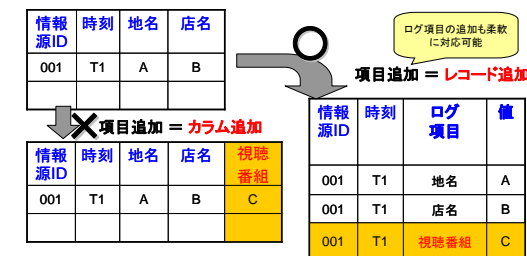 情報源ID 時刻 地名 店名
001 T1 A B
ログ項目の追加も柔軟
に対応可能
項目追加 = レコード追加
項目追加 = カラム追加
情報源ID 時刻 地名 店名 視聴番組
001 T1 A B C
情報源ID 時刻 ログ項目 値
001 T1 地名 A
001 T1 店名 B
001 T1 視聴番組 C